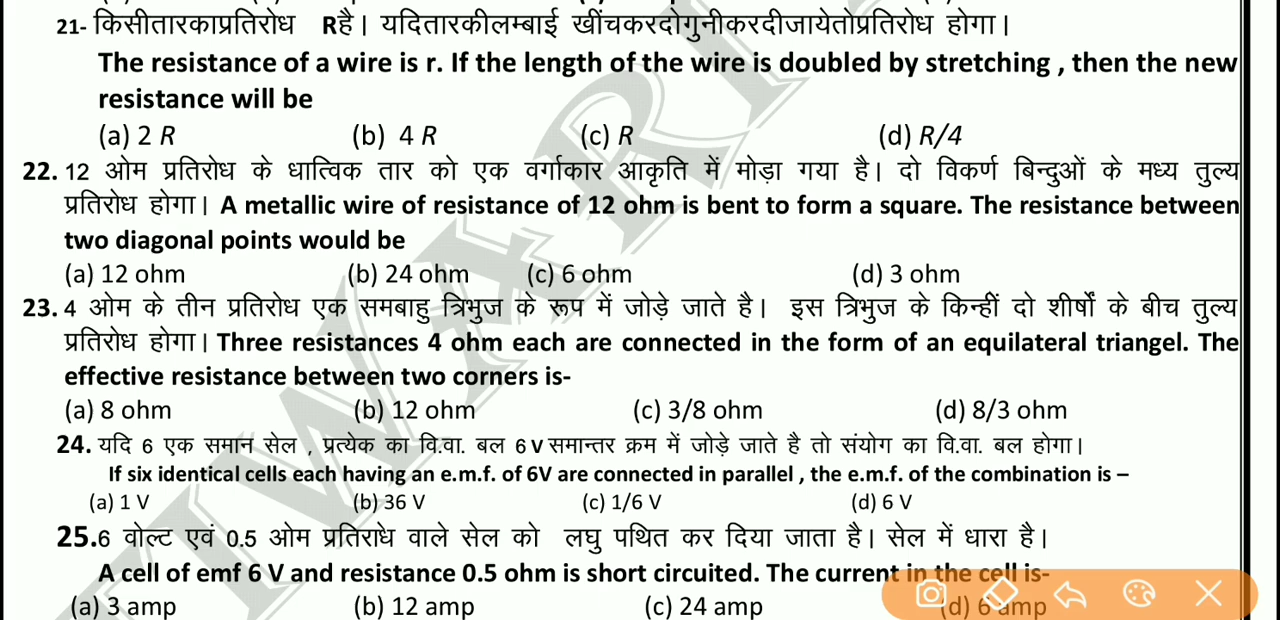 21- किसीतारकाप्रतिरोध Rहै। यदितारकीलम्बाई खींचकरदोगुनीकरदीजायेतोप्रतिरोध होगा।
The resistance of a wire is r. If the length of the wire is doubled by stretching , then the new
resistance will be
(a) 2 R (b) 4 R (c) R (d) R/4
22. 12 ओम प्रतिरोध के धात्विक तार को एक वर्गाकार आकृति में मोड़ा गया है। दो विकर्ण बिन्दुओं के मध्य तुल्य
प्रतिरोध होगा। A metallic wire of resistance of 12 ohm is bent to form a square. The resistance between
two diagonal points would be
(a) 12 ohm (b) 24 ohm (c) 6 ohm (d) 3 ohm
23. 4 ओम के तीन प्रतिरोध एक समबाहु त्रिभुज के रूप में जोड़े जाते है। इस त्रिभुज के किन्हीं दो शीर्षों के बीच तुल्य
प्रतिरोध होगा। Three resistances 4 ohm each are connected in the form of an equilateral triangel. The
effective resistance between two corners is-
(a) 8 ohm (b) 12 ohm (c) 3/8 ohm (d) 8/3 ohm
24. यदि 6 एक समान सेल , प्रत्येक का वि.वा. बल 6 V समान्तर क्रम में जोड़े जाते है तो संयोग का वि.वा. बल होगा।
If six identical cells each having an e.m.f. of 6V are connected in parallel , the e.m.f. of the combination is –
(a) 1 V (b) 36 V (c) 1/6 V (d) 6 V
25.6 वोल्ट एवं 0.5 ओम प्रतिराधे वाले सेल को लघु पथित कर दिया जाता है। सेल में धारा है।
A cell of emf 6 V and resistance 0.5 ohm is short circuited. The current in the cell is-
(a) 3 amp (b) 12 amp (c) 24 amp (d) 6 amp